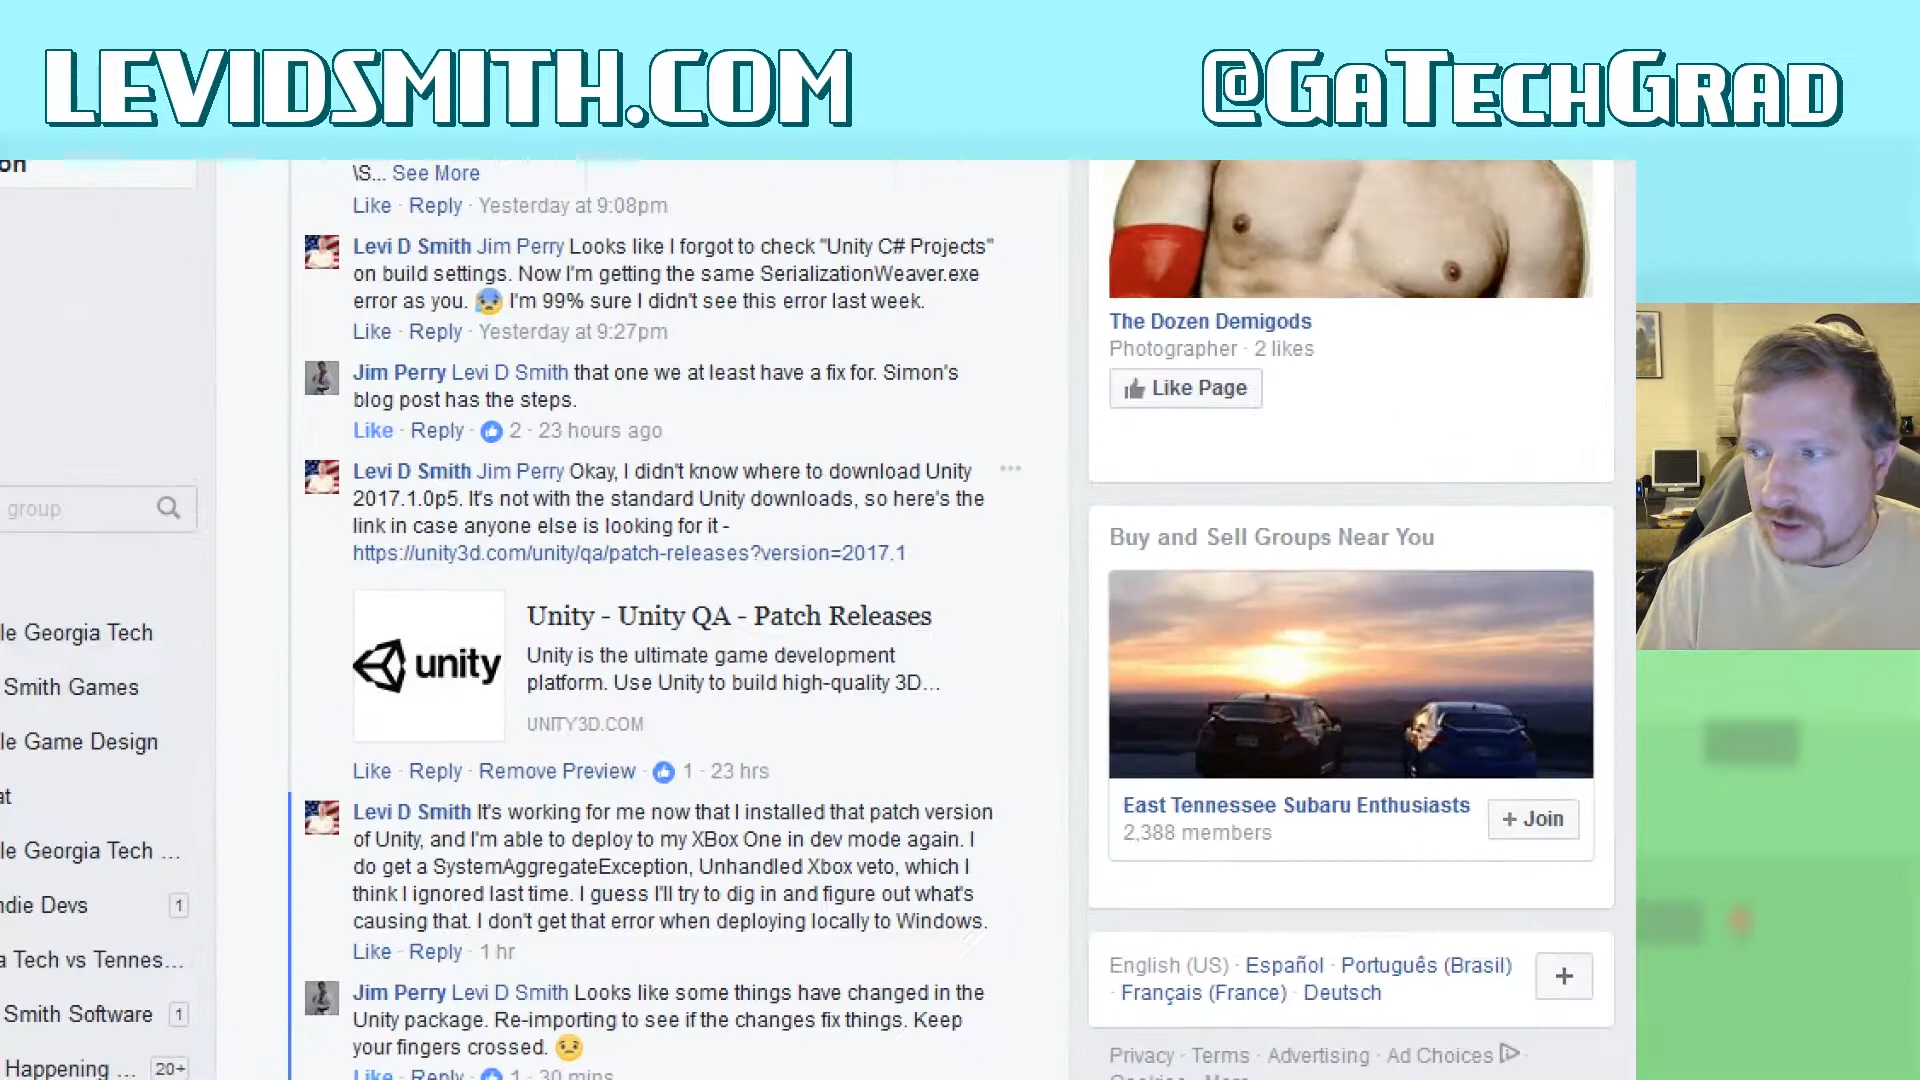 LEVIDSMITH.COM
@GATECHGRAD
on
\S... See More
Like · Reply · Yesterday at 9:08pm
Levi D Smith Jim Perry Looks like I forgot to check "Unity C# Projects"
on build settings. Now I'm getting the same SerializationWeaver.exe
error as you. 😰 I'm 99% sure I didn't see this error last week.
Like · Reply · Yesterday at 9:27pm
Jim Perry Levi D Smith that one we at least have a fix for. Simon's
blog post has the steps.
Like · Reply · 2 · 23 hours ago
Levi D Smith Jim Perry Okay, I didn't know where to download Unity
2017.1.0p5. It's not with the standard Unity downloads, so here's the
link in case anyone else is looking for it -
https://unity3d.com/unity/qa/patch-releases?version=2017.1
unity
Unity - Unity QA - Patch Releases
Unity is the ultimate game development
platform. Use Unity to build high-quality 3D...
UNITY3D.COM
Like · Reply · Remove Preview · 1 · 23 hrs
Levi D Smith It's working for me now that I installed that patch version
of Unity, and I'm able to deploy to my XBox One in dev mode again. I
do get a SystemAggregateException, Unhandled Xbox veto, which I
think I ignored last time. I guess I'll try to dig in and figure out what's
causing that. I don't get that error when deploying locally to Windows.
Like · Reply · 1 hr
Jim Perry Levi D Smith Looks like some things have changed in the
Unity package. Re-importing to see if the changes fix things. Keep
your fingers crossed. 😟
Like · Reply · 1 · 30 mins
group
le Georgia Tech
Smith Games
le Game Design
at
le Georgia Tech ...
ndie Devs 1
a Tech vs Tennes...
Smith Software 1
Happening ... 20+
The Dozen Demigods
Photographer · 2 likes
Like Page
Buy and Sell Groups Near You
East Tennessee Subaru Enthusiasts
2,388 members
+ Join
English (US) · Español · Português (Brasil)
· Français (France) · Deutsch
+
Privacy · Terms · Advertising · Ad Choices ·